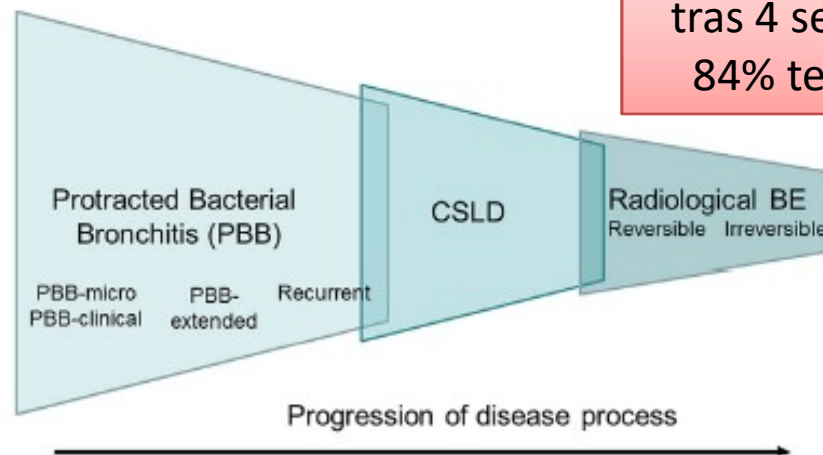 tras 4 se
84% te
Protracted Bacterial
Bronchitis (PBB)
PBB-micro
PBB-clinical
PBB-
extended
Recurrent
CSLD
Radiological BE
Reversible Irreversible
Progression of disease process